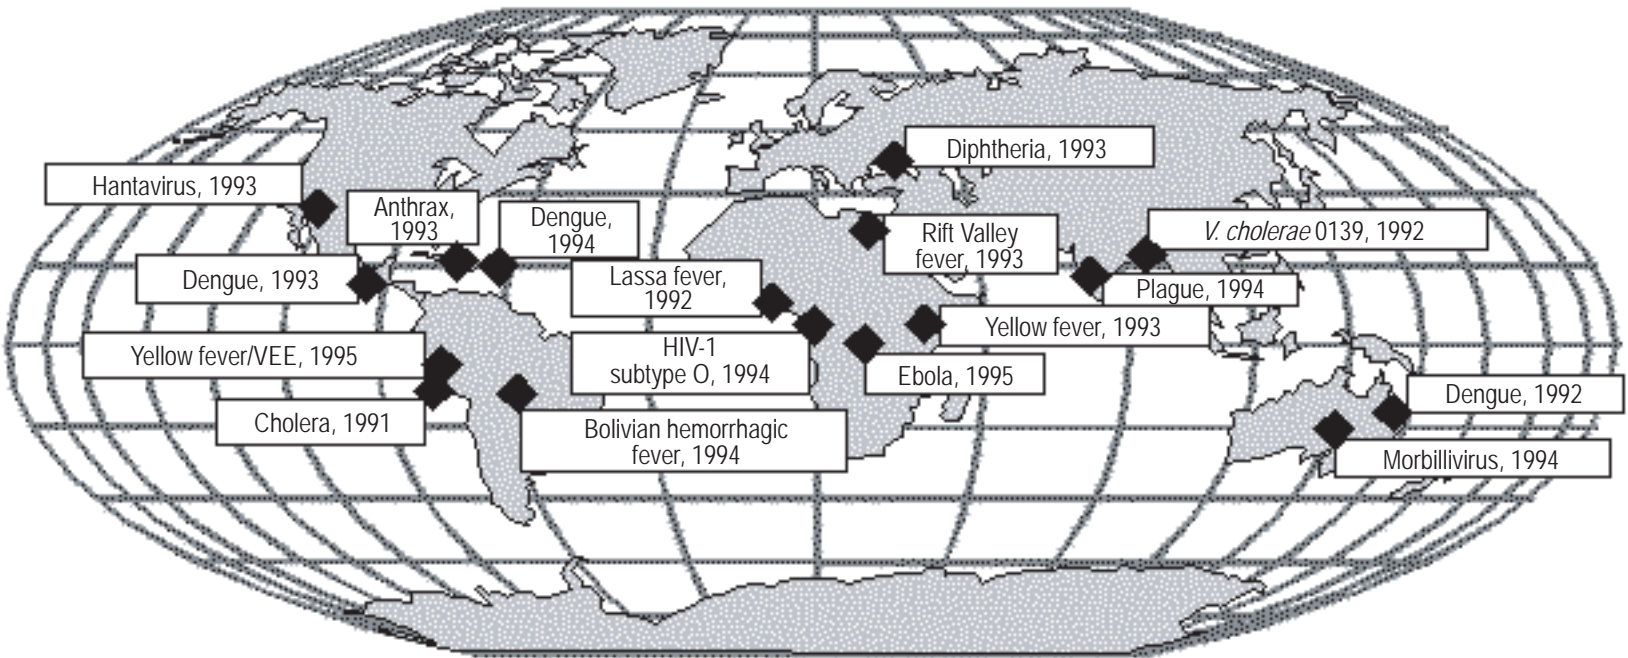 Diphtheria, 1993
Hantavirus, 1993
Anthrax,
1993
Dengue,
1994
Rift Valley
fever, 1993
V. cholerae 0139, 1992
Dengue, 1993
Lassa fever,
1992
Plague, 1994
Yellow fever, 1993
Yellow fever/VEE, 1995
HIV-1
subtype O, 1994
Ebola, 1995
Dengue, 1992
Cholera, 1991
Bolivian hemorrhagic
fever, 1994
Morbillivirus, 1994